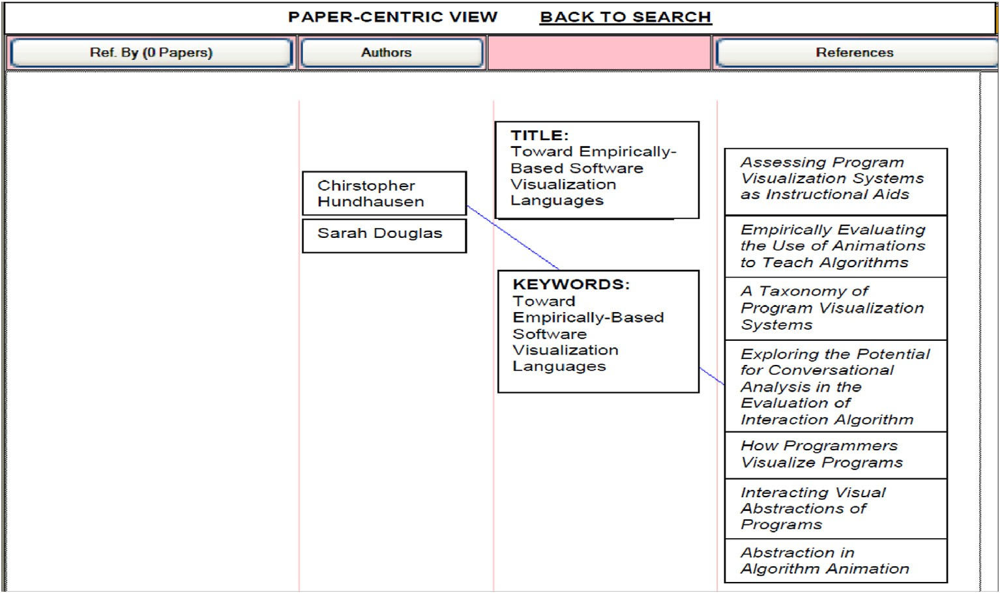 PAPER-CENTRIC VIEW BACK TO SEARCH
Ref. By (0 Papers) Authors References
Chirstopher
Hundhausen
Sarah Douglas
TITLE:
Toward Empirically-
Based Software
Visualization
Languages
KEYWORDS:
Toward
Empirically-Based
Software
Visualization
Languages
Assessing Program
Visualization Systems
as Instructional Aids
Empirically Evaluating
the Use of Animations
to Teach Algorithms
A Taxonomy of
Program Visualization
Systems
Exploring the Potential
for Conversational
Analysis in the
Evaluation of
Interaction Algorithm
How Programmers
Visualize Programs
Interacting Visual
Abstractions of
Programs
Abstraction in
Algorithm Animation